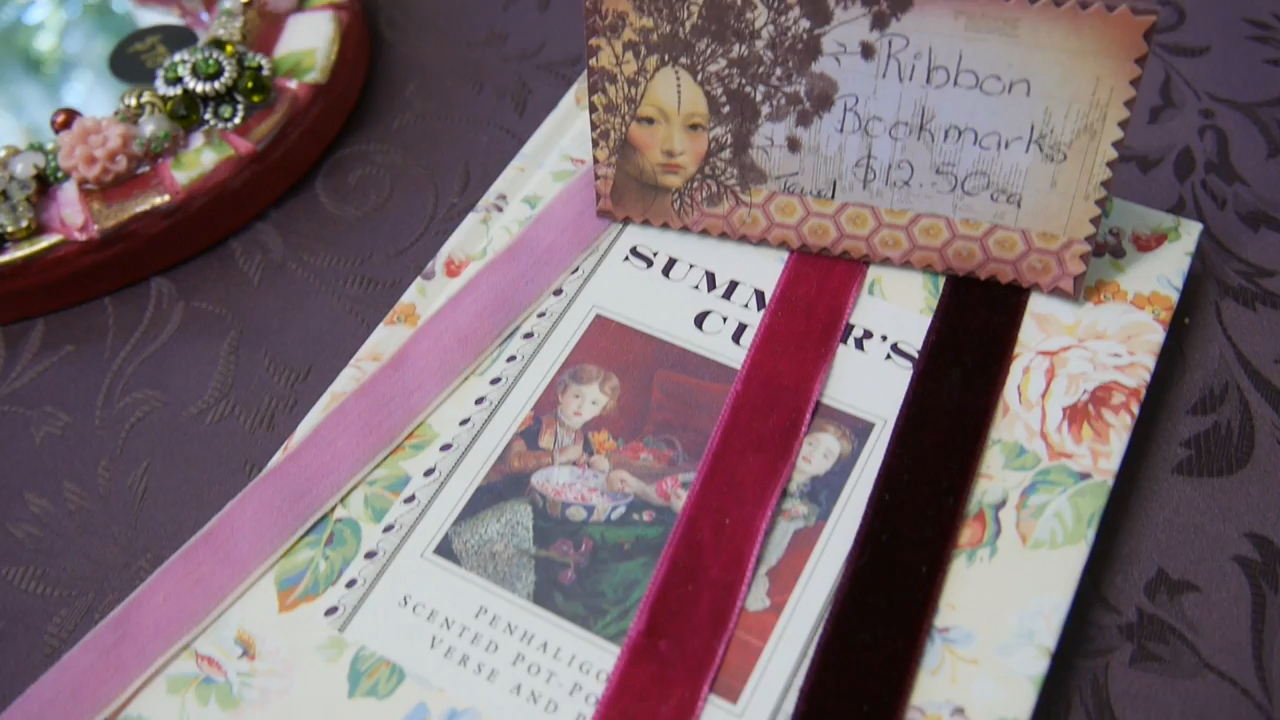 Ribbon
Bookmarks
$12.50ea
SUMM R'S
CU
PENHALIGO
SCENTED POT-PO
VERSE AND P